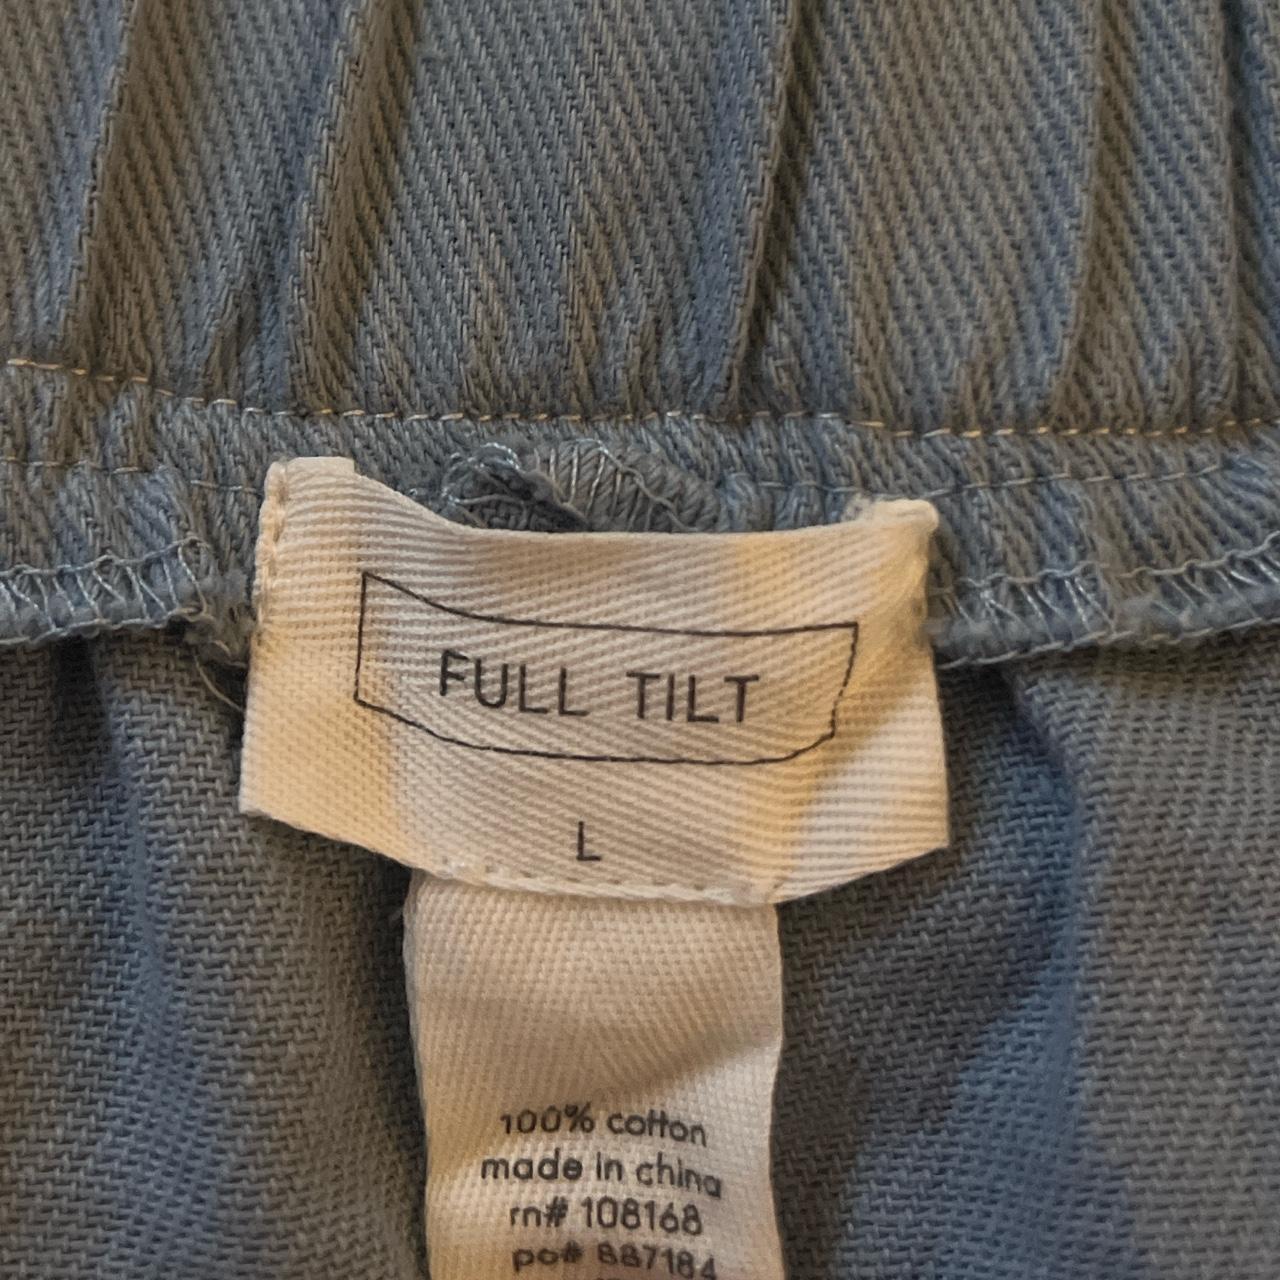 FULL TILT
L
100% cotton
made in china
rn# 108168
po# 887184